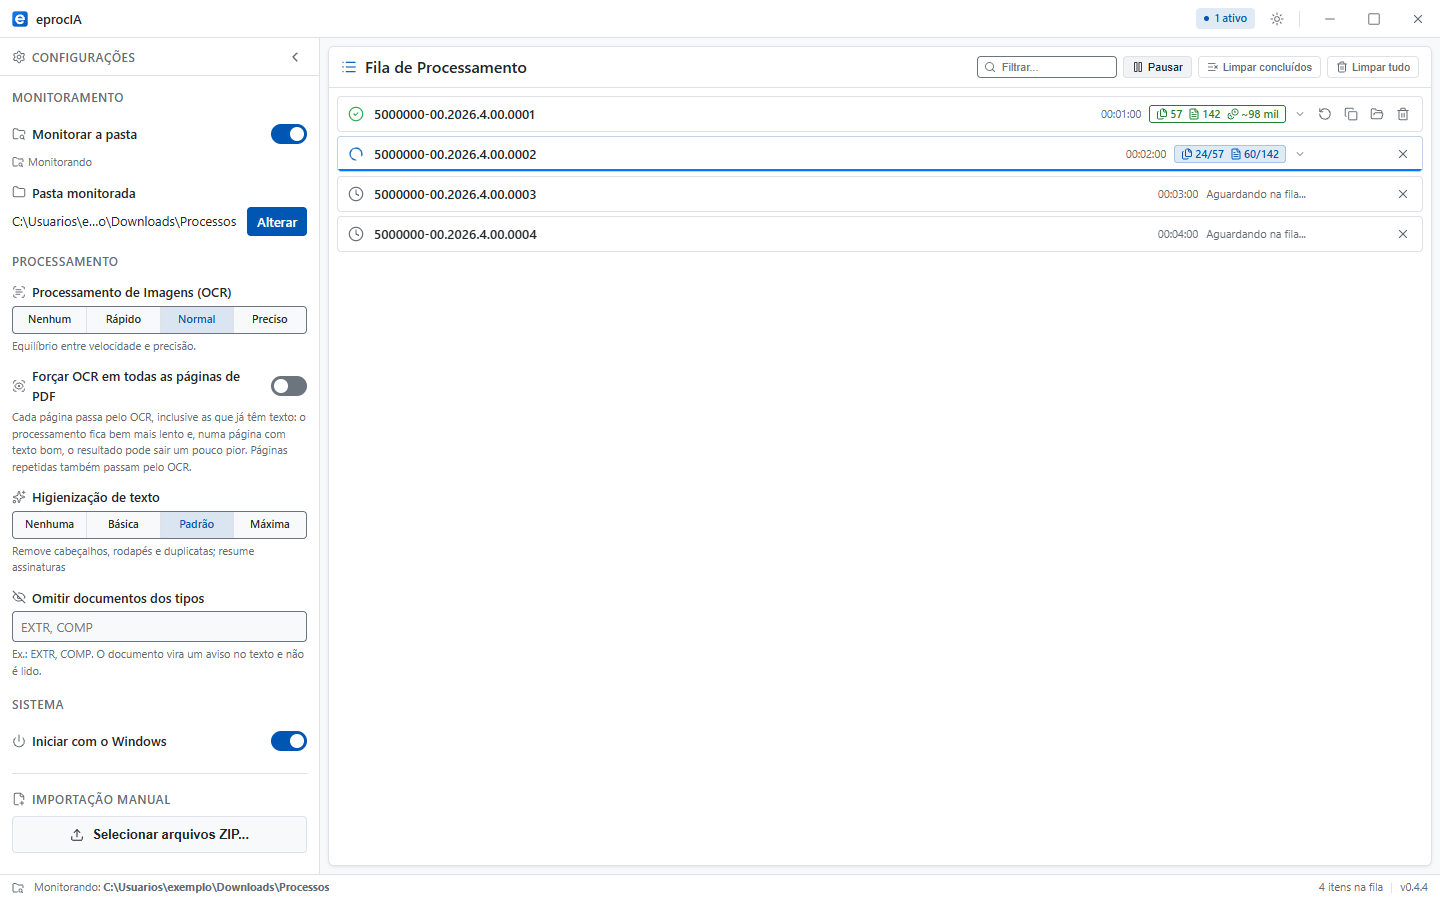 eprocIA
1 ativo
CONFIGURAÇÕES
MONITORAMENTO
Monitorar a pasta
Monitorando
Pasta monitorada
C:\Usuarios\e...o\Downloads\Processos
Alterar
PROCESSAMENTO
Processamento de Imagens (OCR)
Nenhum Rápido Normal Preciso
Equilíbrio entre velocidade e precisão.
Forçar OCR em todas as páginas de
PDF
Cada página passa pelo OCR, inclusive as que já têm texto: o
processamento fica bem mais lento e, numa página com
texto bom, o resultado pode sair um pouco pior. Páginas
repetidas também passam pelo OCR.
Higienização de texto
Nenhuma Básica Padrão Máxima
Remove cabeçalhos, rodapés e duplicatas; resume
assinaturas
Omitir documentos dos tipos
EXTR, COMP
Ex.: EXTR, COMP. O documento vira um aviso no texto e não
é lido.
SISTEMA
Iniciar com o Windows
IMPORTAÇÃO MANUAL
Selecionar arquivos ZIP...
Fila de Processamento
Filtrar...
Pausar
Limpar concluídos
Limpar tudo
5000000-00.2026.4.00.0001 00:01:00 57 142 ~98 mil
5000000-00.2026.4.00.0002 00:02:00 24/57 60/142
5000000-00.2026.4.00.0003 00:03:00 Aguardando na fila...
5000000-00.2026.4.00.0004 00:04:00 Aguardando na fila...
Monitorando: C:\Usuarios\exemplo\Downloads\Processos
4 itens na fila
v0.4.4